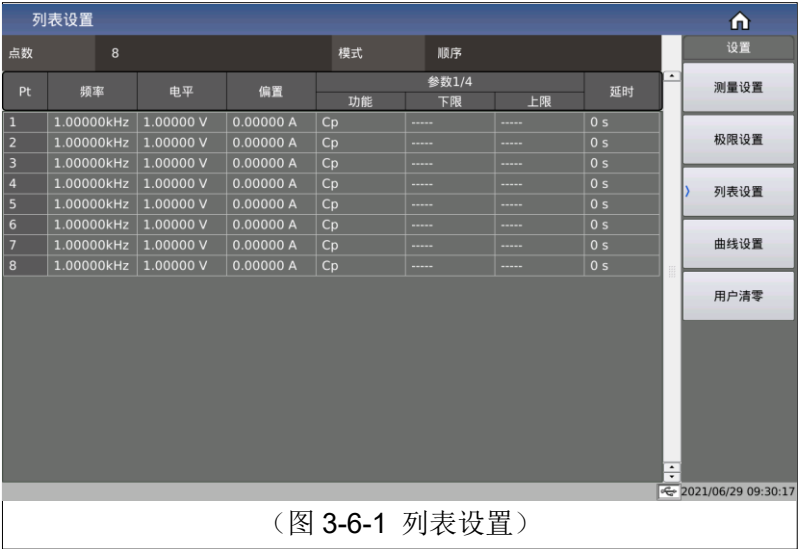 列表设置
点数 8 模式 顺序 设置
Pt 频率 电平 偏置 参数1/4 延时
功能 下限 上限
1 1.00000kHz 1.00000 V 0.00000 A Cp ----- ----- 0 s
2 1.00000kHz 1.00000 V 0.00000 A Cp ----- ----- 0 s
3 1.00000kHz 1.00000 V 0.00000 A Cp ----- ----- 0 s
4 1.00000kHz 1.00000 V 0.00000 A Cp ----- ----- 0 s
5 1.00000kHz 1.00000 V 0.00000 A Cp ----- ----- 0 s
6 1.00000kHz 1.00000 V 0.00000 A Cp ----- ----- 0 s
7 1.00000kHz 1.00000 V 0.00000 A Cp ----- ----- 0 s
8 1.00000kHz 1.00000 V 0.00000 A Cp ----- ----- 0 s
测量设置
极限设置
列表设置
曲线设置
用户清零
2021/06/29 09:30:17
（图 3-6-1 列表设置）